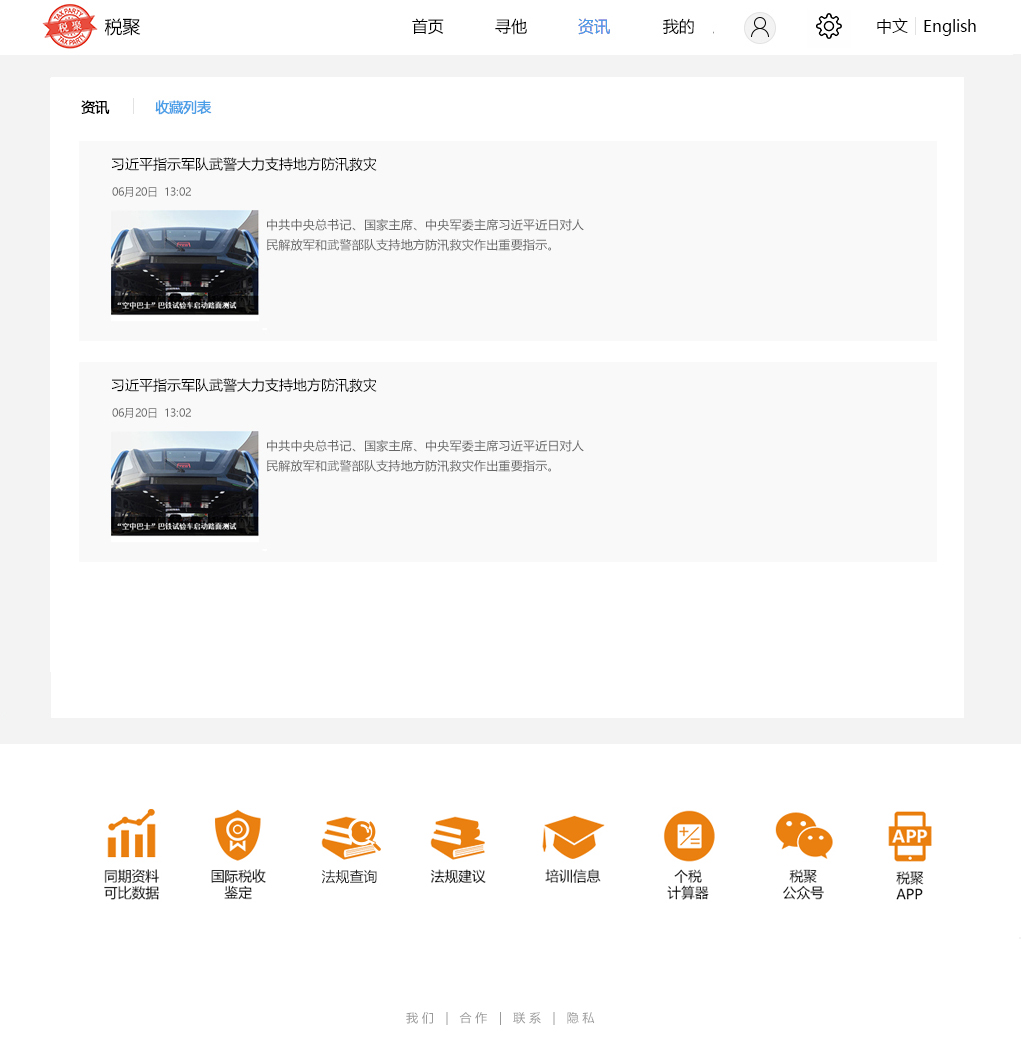 TAX PARTY
税聚
TAX PARTY
税聚
首页
寻他
资讯
我的
中文 | English
资讯
收藏列表
习近平指示军队武警大力支持地方防汛救灾
06月20日 13:02
中共中央总书记、国家主席、中央军委主席习近平近日对人
民解放军和武警部队支持地方防汛救灾作出重要指示。
“空中巴士”巴铁试验车启动路面测试
习近平指示军队武警大力支持地方防汛救灾
06月20日 13:02
中共中央总书记、国家主席、中央军委主席习近平近日对人
民解放军和武警部队支持地方防汛救灾作出重要指示。
“空中巴士”巴铁试验车启动路面测试
同期资料
可比数据
国际税收
鉴定
法规查询
法规建议
培训信息
个税
计算器
税聚
公众号
APP
税聚
APP
我们 | 合作 | 联系 | 隐私